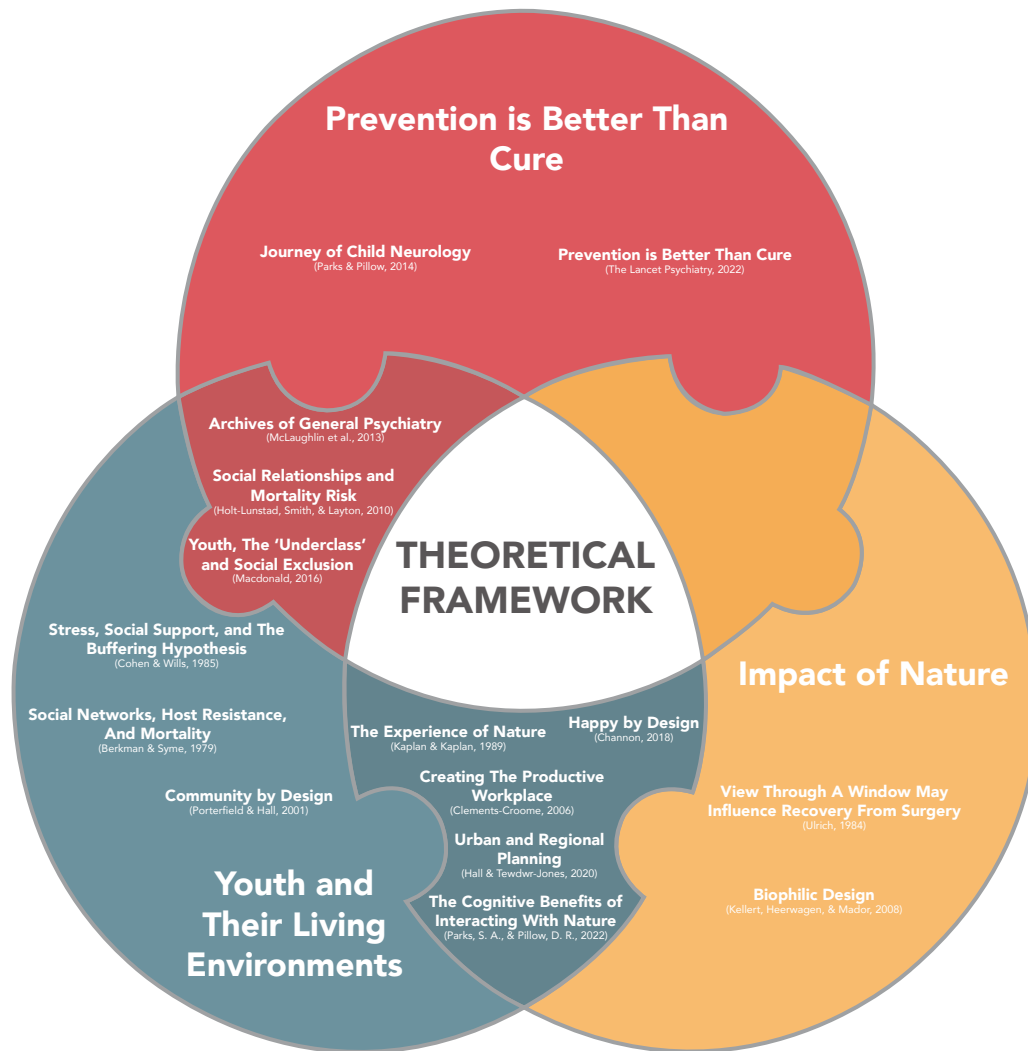 Prevention is Better Than
Cure
Journey of Child Neurology
(Parks & Pillow, 2014)
Prevention is Better Than Cure
(The Lancet Psychiatry, 2022)
Archives of General Psychiatry
(McLaughlin et al., 2013)
Social Relationships and
Mortality Risk
(Holt-Lunstad, Smith, & Layton, 2010)
Youth, The ‘Underclass’
and Social Exclusion
(Macdonald, 2016)
THEORETICAL
FRAMEWORK
Stress, Social Support, and The
Buffering Hypothesis
(Cohen & Wills, 1985)
Social Networks, Host Resistance,
And Mortality
(Berkman & Syme, 1979)
Community by Design
(Porterfield & Hall, 2001)
Youth and
Their Living
Environments
The Experience of Nature
(Kaplan & Kaplan, 1989)
Happy by Design
(Channon, 2018)
Creating The Productive
Workplace
(Clements-Croome, 2006)
Urban and Regional
Planning
(Hall & Tewdwr-Jones, 2020)
The Cognitive Benefits of
Interacting With Nature
(Parks, S. A., & Pillow, D. R., 2022)
Impact of Nature
View Through A Window May
Influence Recovery From Surgery
(Ulrich, 1984)
Biophilic Design
(Kellert, Heerwagen, & Mador, 2008)